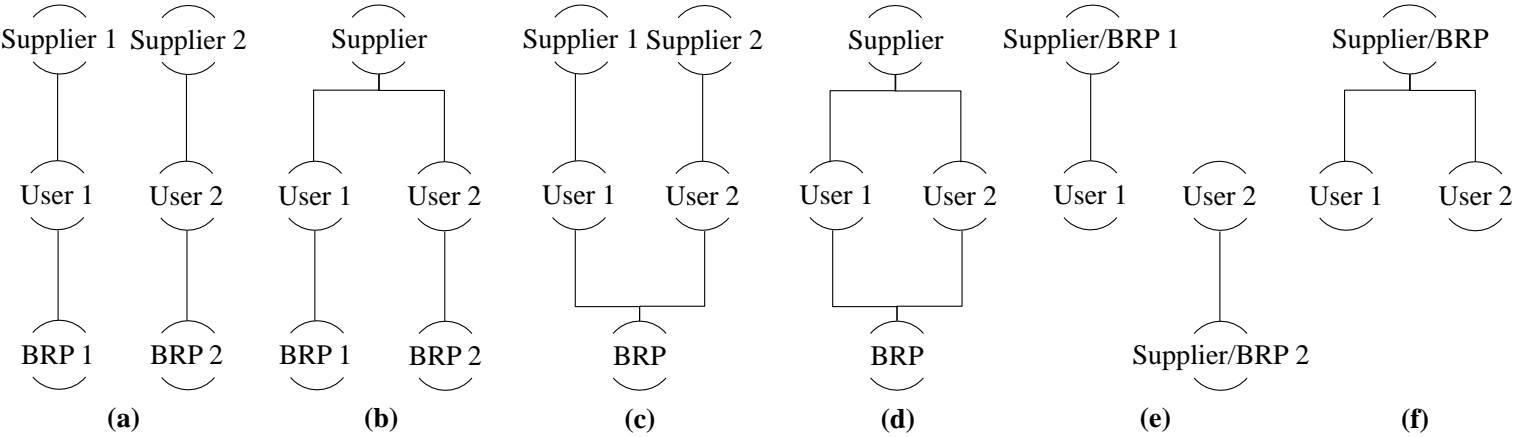 Supplier 1 Supplier 2 Supplier Supplier 1 Supplier 2 Supplier Supplier/BRP 1 Supplier/BRP
User 1 User 2 User 1 User 2 User 1 User 2 User 1 User 2 User 1 User 2 User 1 User 2
BRP 1 BRP 2 BRP 1 BRP 2 BRP BRP Supplier/BRP 2
(a) (b) (c) (d) (e) (f)